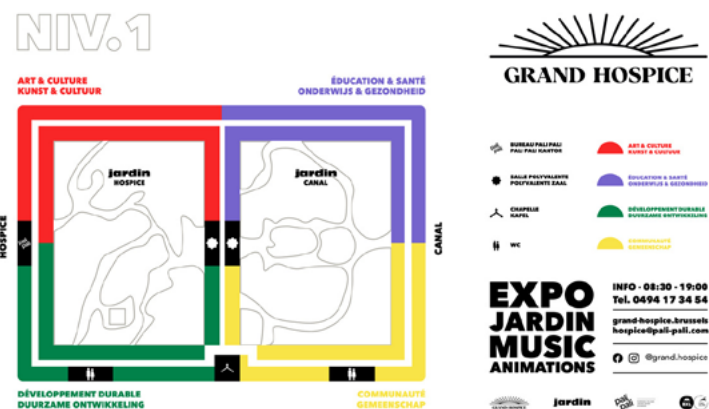 NIV.1
ART & CULTURE
KUNST & CULTUUR
ÉDUCATION & SANTÉ
ONDERWIJS & GEZONDHEID
jardin
HOSPICE
jardin
CANAL
HOSPICE
CANAL
DÉVELOPPEMENT DURABLE
DUURZAME ONTWIKKELING
COMMUNAUTÉ
GEMEENSCHAP
GRAND HOSPICE
BUREAU PALI PALI
PALI PALI KANTOR
SALLE POLYVALENTE
POLYVALENTE ZAAL
CHAPELLE
KAPEL
WC
ART & CULTURE
KUNST & CULTUUR
ÉDUCATION & SANTÉ
ONDERWIJS & GEZONDHEID
DÉVELOPPEMENT DURABLE
DUURZAME ONTWIKKELING
COMMUNAUTÉ
GEMEENSCHAP
EXPO
JARDIN
MUSIC
ANIMATIONS
INFO - 08:30 - 19:00
Tel. 0494 17 34 54
grand-hospice.brussels
hospice@pali-pali.com
@grand.hospice
jardin
pali pali